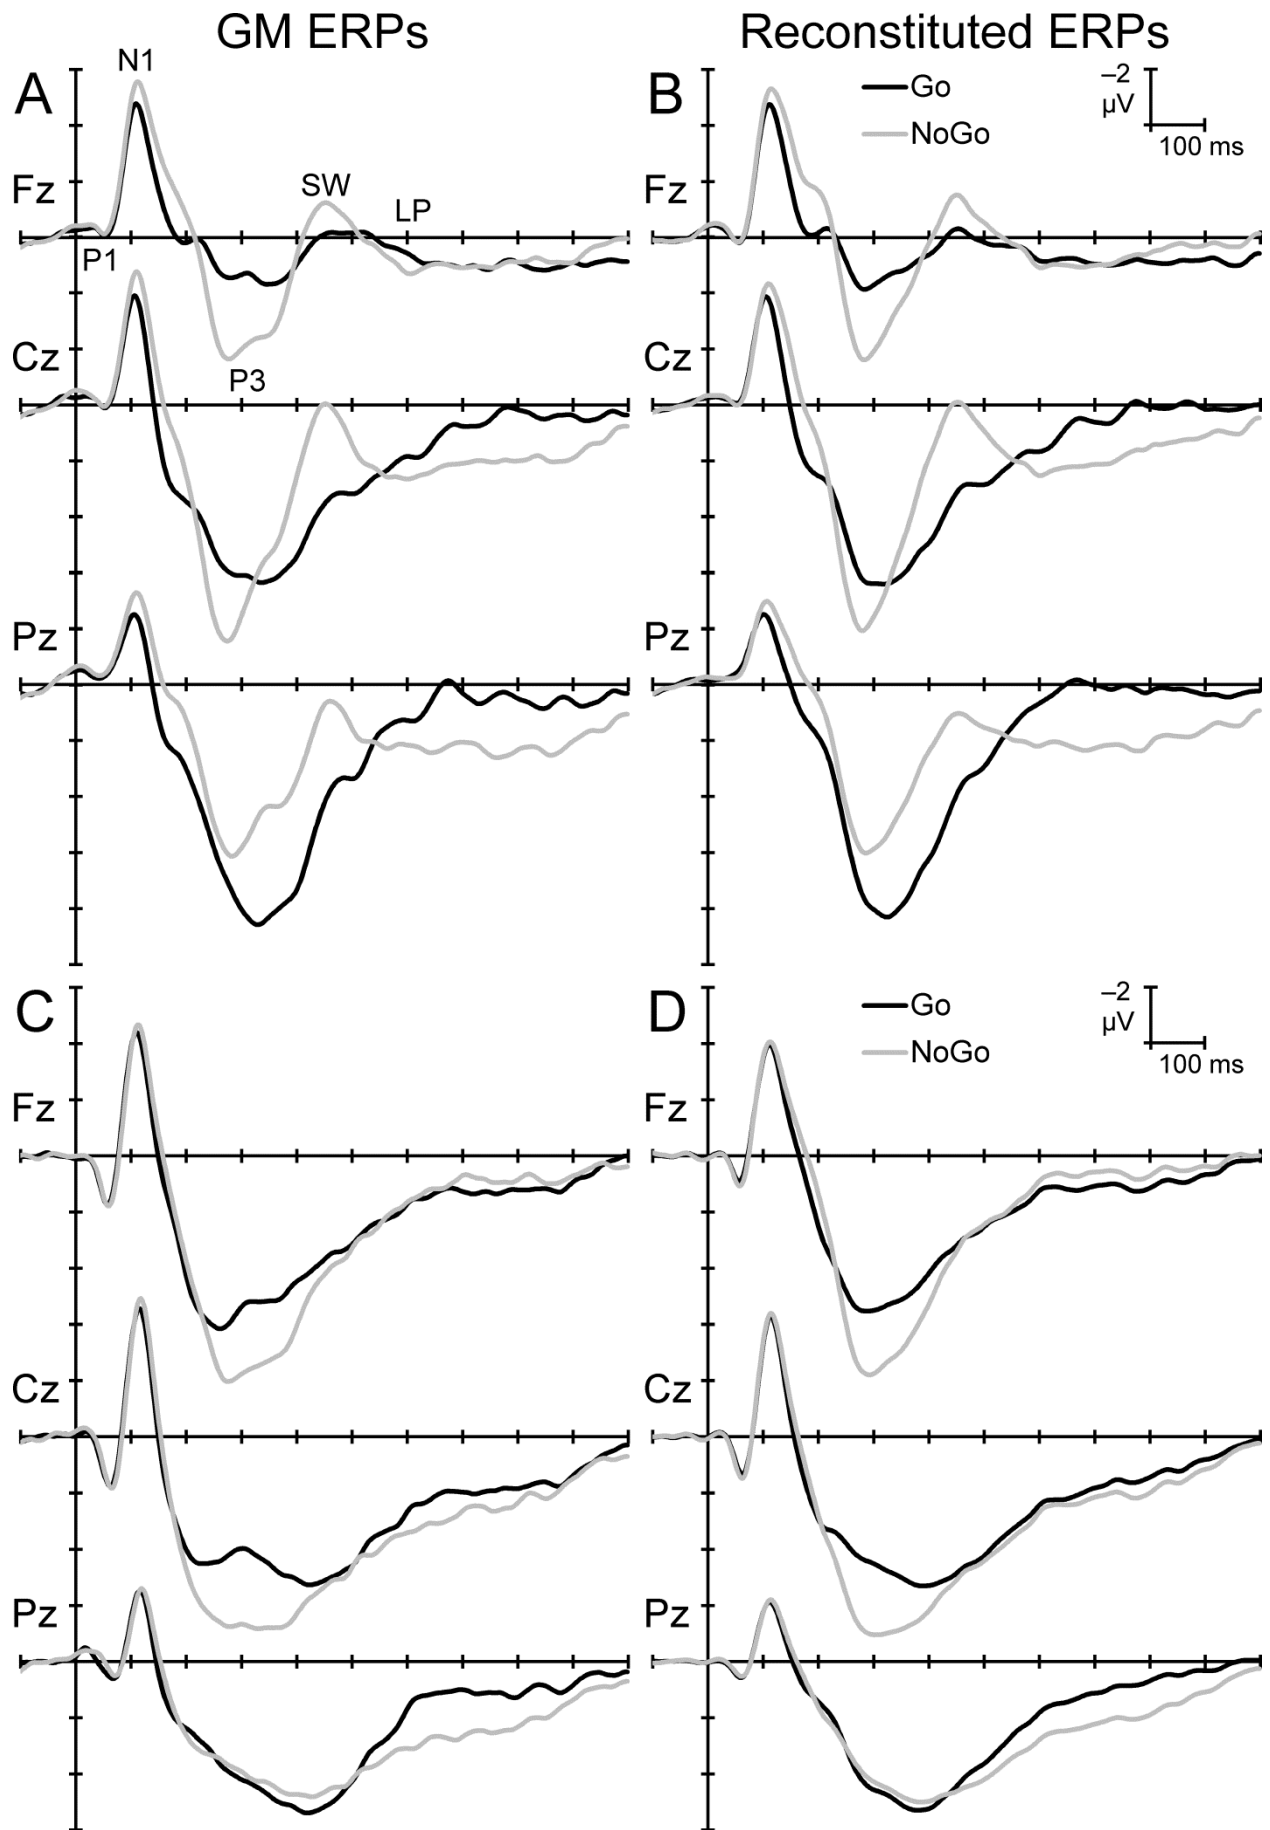 GM ERPs
Reconstituted ERPs
A
N1
Fz
SW
LP
P1
Cz
P3
Pz
B
Go
NoGo
–2
µV
100 ms
Fz
Cz
Pz
C
Fz
Cz
Pz
D
Go
NoGo
–2
µV
100 ms
Fz
Cz
Pz